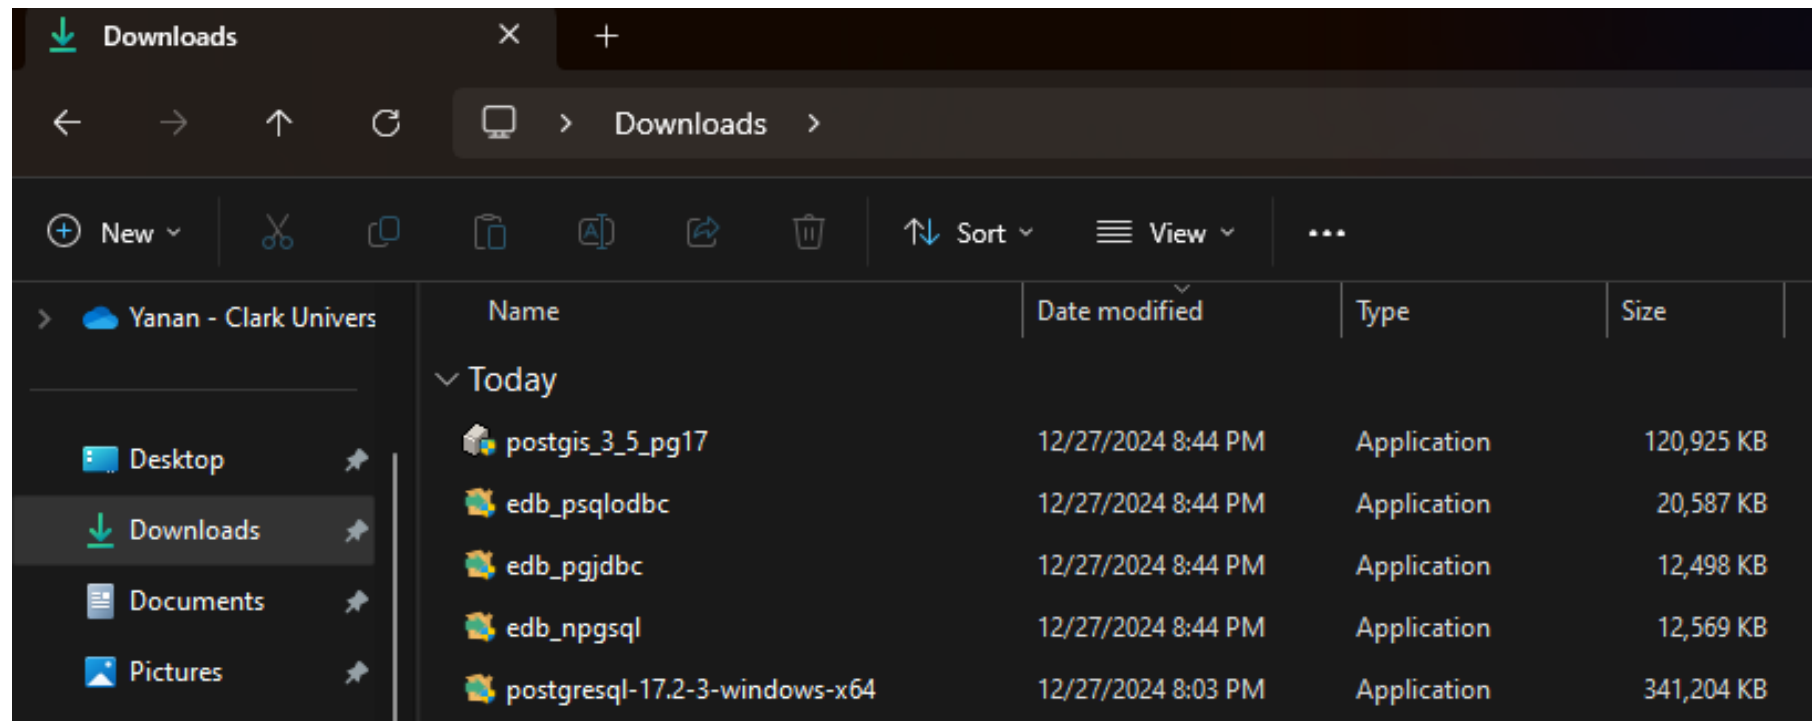 Downloads
Downloads
New Sort View
Yanan - Clark Univers
Desktop
Downloads
Documents
Pictures
Name Date modified Type Size
Today
postgis_3_5_pg17 12/27/2024 8:44 PM Application 120,925 KB
edb_psqlodbc 12/27/2024 8:44 PM Application 20,587 KB
edb_pgjdbc 12/27/2024 8:44 PM Application 12,498 KB
edb_npgsql 12/27/2024 8:44 PM Application 12,569 KB
postgresql-17.2-3-windows-x64 12/27/2024 8:03 PM Application 341,204 KB